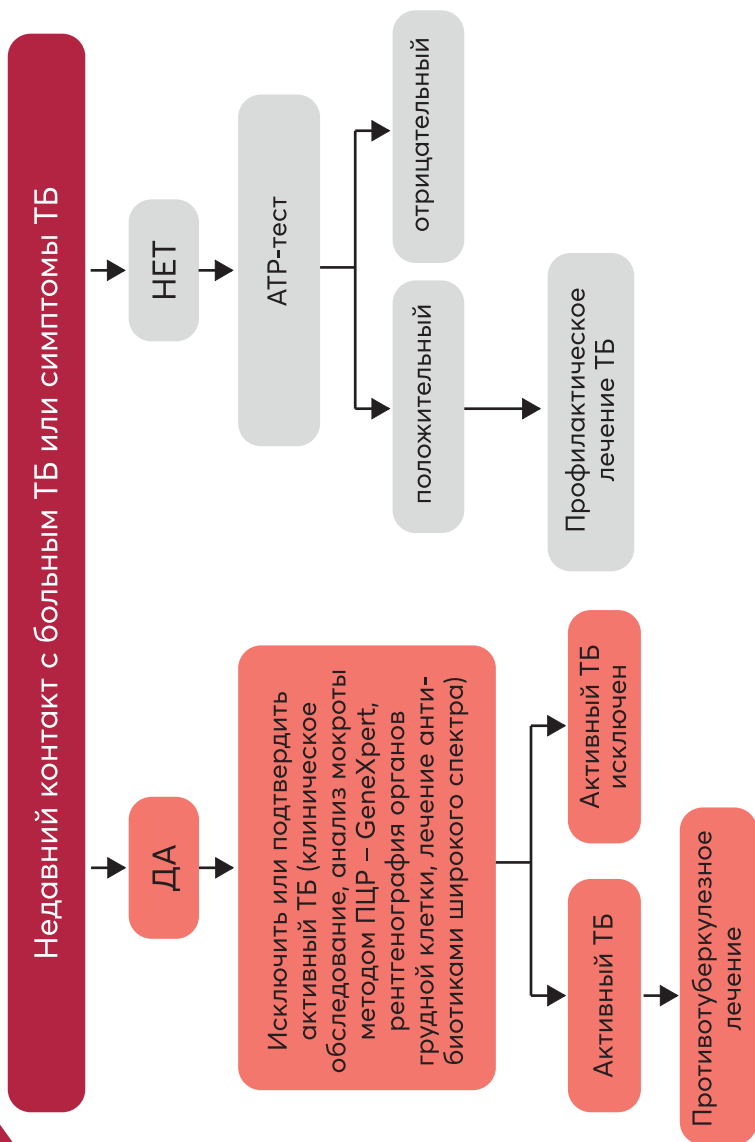 Недавний контакт с больным ТБ или симптомы ТБ
ДА
Исключить или подтвердить
активный ТБ (клиническое
обследование, анализ мокроты
методом ПЦР – GeneXpert,
рентгенография органов
грудной клетки, лечение анти-
биотиками широкого спектра)
Активный ТБ
Противотуберкулезное
лечение
Активный ТБ
исключен
НЕТ
АТР-тест
положительный
Профилактическое
лечение ТБ
отрицательный